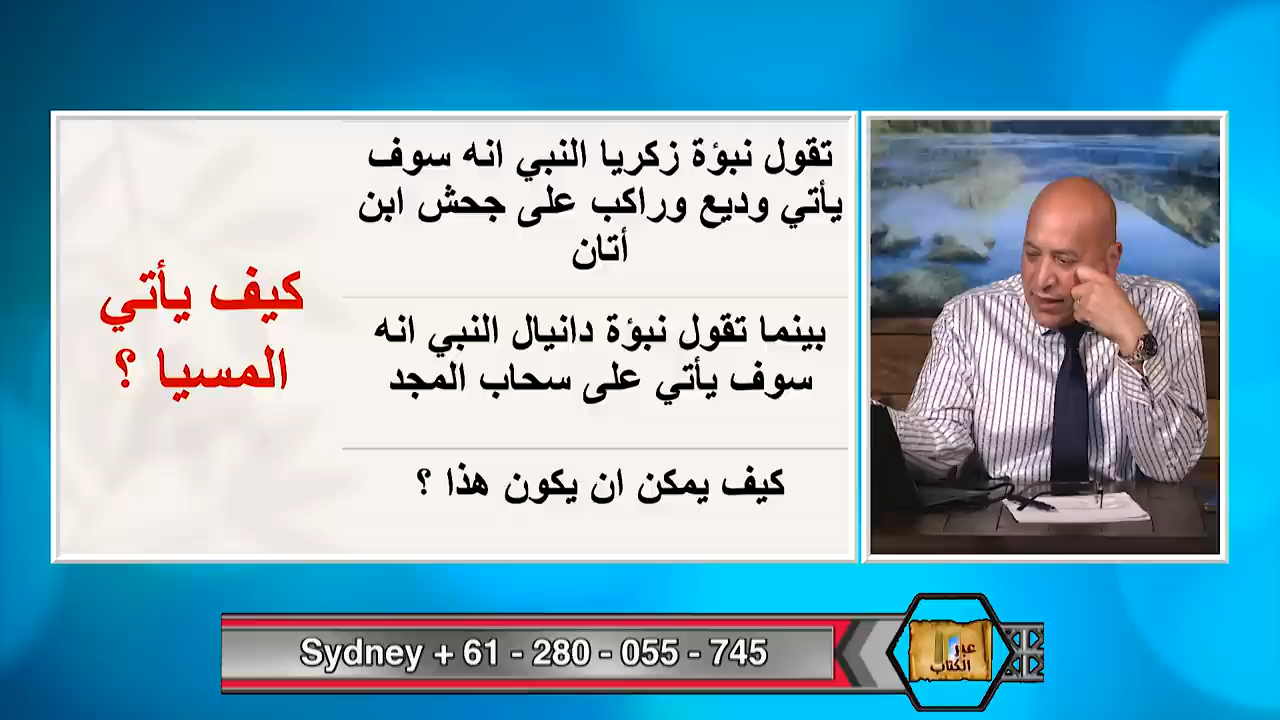 تقول نبؤة زكريا النبي انه سوف
يأتي وديع وراكب على جحش ابن
أتان
بينما تقول نبؤة دانيال النبي انه
سوف يأتي على سحاب المجد
كيف يمكن ان يكون هذا ؟
كيف يأتي
المسيا ؟
Sydney + 61 - 280 - 055 - 745
عبر
الكتاب